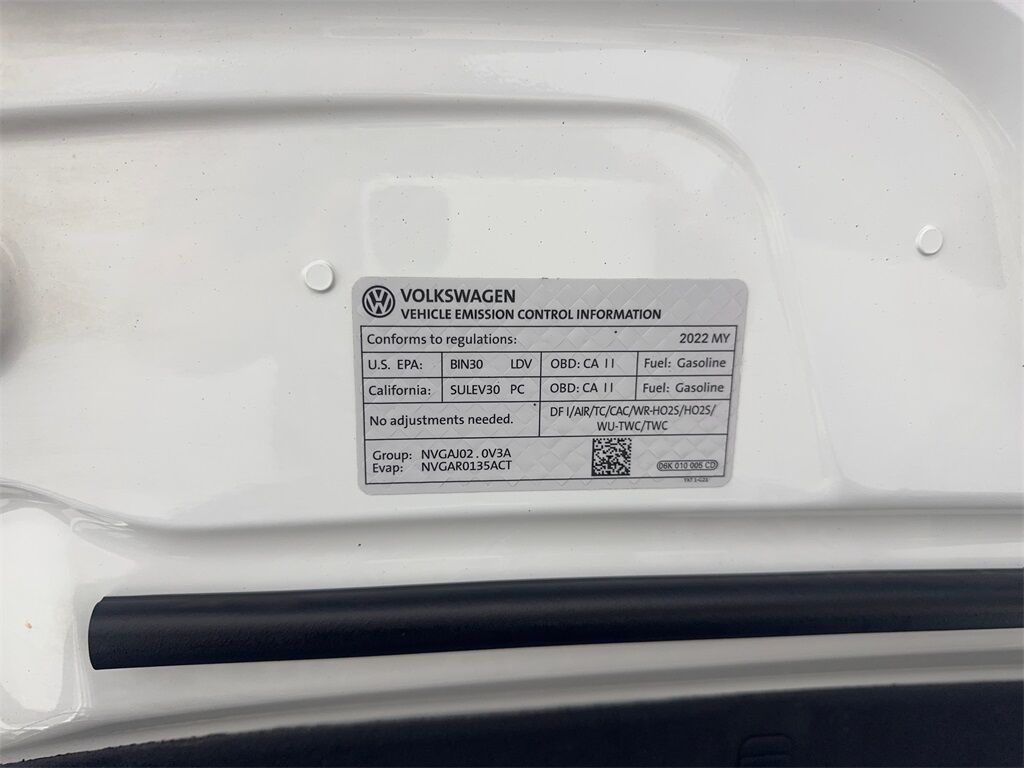 VOLKSWAGEN
VEHICLE EMISSION CONTROL INFORMATION
Conforms to regulations: 2022 MY
U.S. EPA: BIN30 LDV OBD: CA II Fuel: Gasoline
California: SULEV30 PC OBD: CA II Fuel: Gasoline
No adjustments needed.
DFI/AIR/TC/CAC/WR-HO2S/HO2S/
WU-TWC/TWC
Group: NVGAJ02.0V3A
Evap: NVGAR0135ACT
06K 010 005 CD